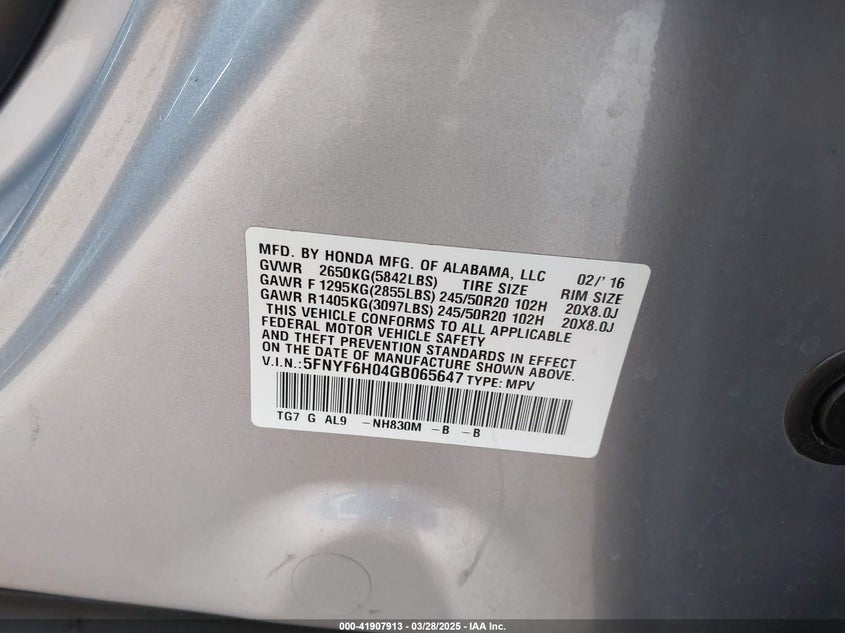 MFD. BY HONDA MFG. OF ALABAMA, LLC 02/'16
GVWR 2650KG(5842LBS) TIRE SIZE RIM SIZE
GAWR F 1295KG(2855LBS) 245/50R20 102H 20X8.0J
GAWR R 1405KG(3097LBS) 245/50R20 102H 20X8.0J
THIS VEHICLE CONFORMS TO ALL APPLICABLE
FEDERAL MOTOR VEHICLE SAFETY
AND THEFT PREVENTION STANDARDS IN EFFECT
ON THE DATE OF MANUFACTURE SHOWN ABOVE.
V.I.N.:5FNYF6H04GB065647 TYPE: MPV
TG7 G AL9 -NH830M -B -B
000-41907913 - 03/28/2025 - IAA Inc.